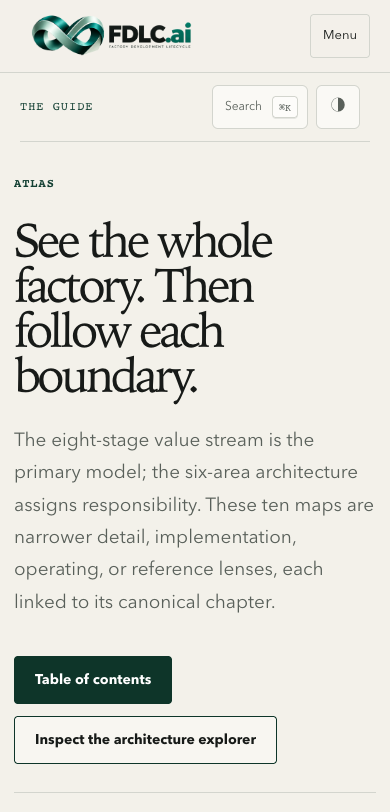 FDLC.ai
FACTORY DEVELOPMENT LIFECYCLE
Menu
THE GUIDE
Search ⌘K
ATLAS
See the whole
factory. Then
follow each
boundary.
The eight-stage value stream is the
primary model; the six-area architecture
assigns responsibility. These ten maps are
narrower detail, implementation,
operating, or reference lenses, each
linked to its canonical chapter.
Table of contents
Inspect the architecture explorer